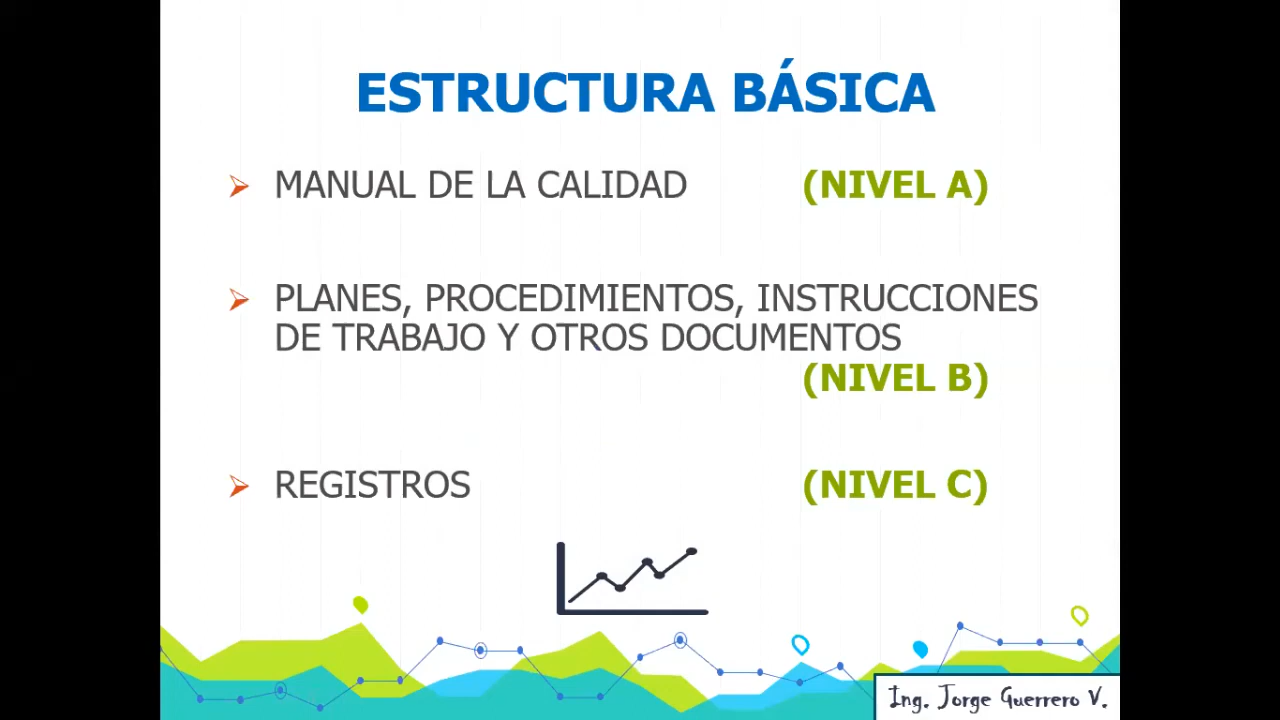 ESTRUCTURA BÁSICA
MANUAL DE LA CALIDAD (NIVEL A)
PLANES, PROCEDIMIENTOS, INSTRUCCIONES
DE TRABAJO Y OTROS DOCUMENTOS
(NIVEL B)
REGISTROS (NIVEL C)
Ing. Jorge Guerrero V.